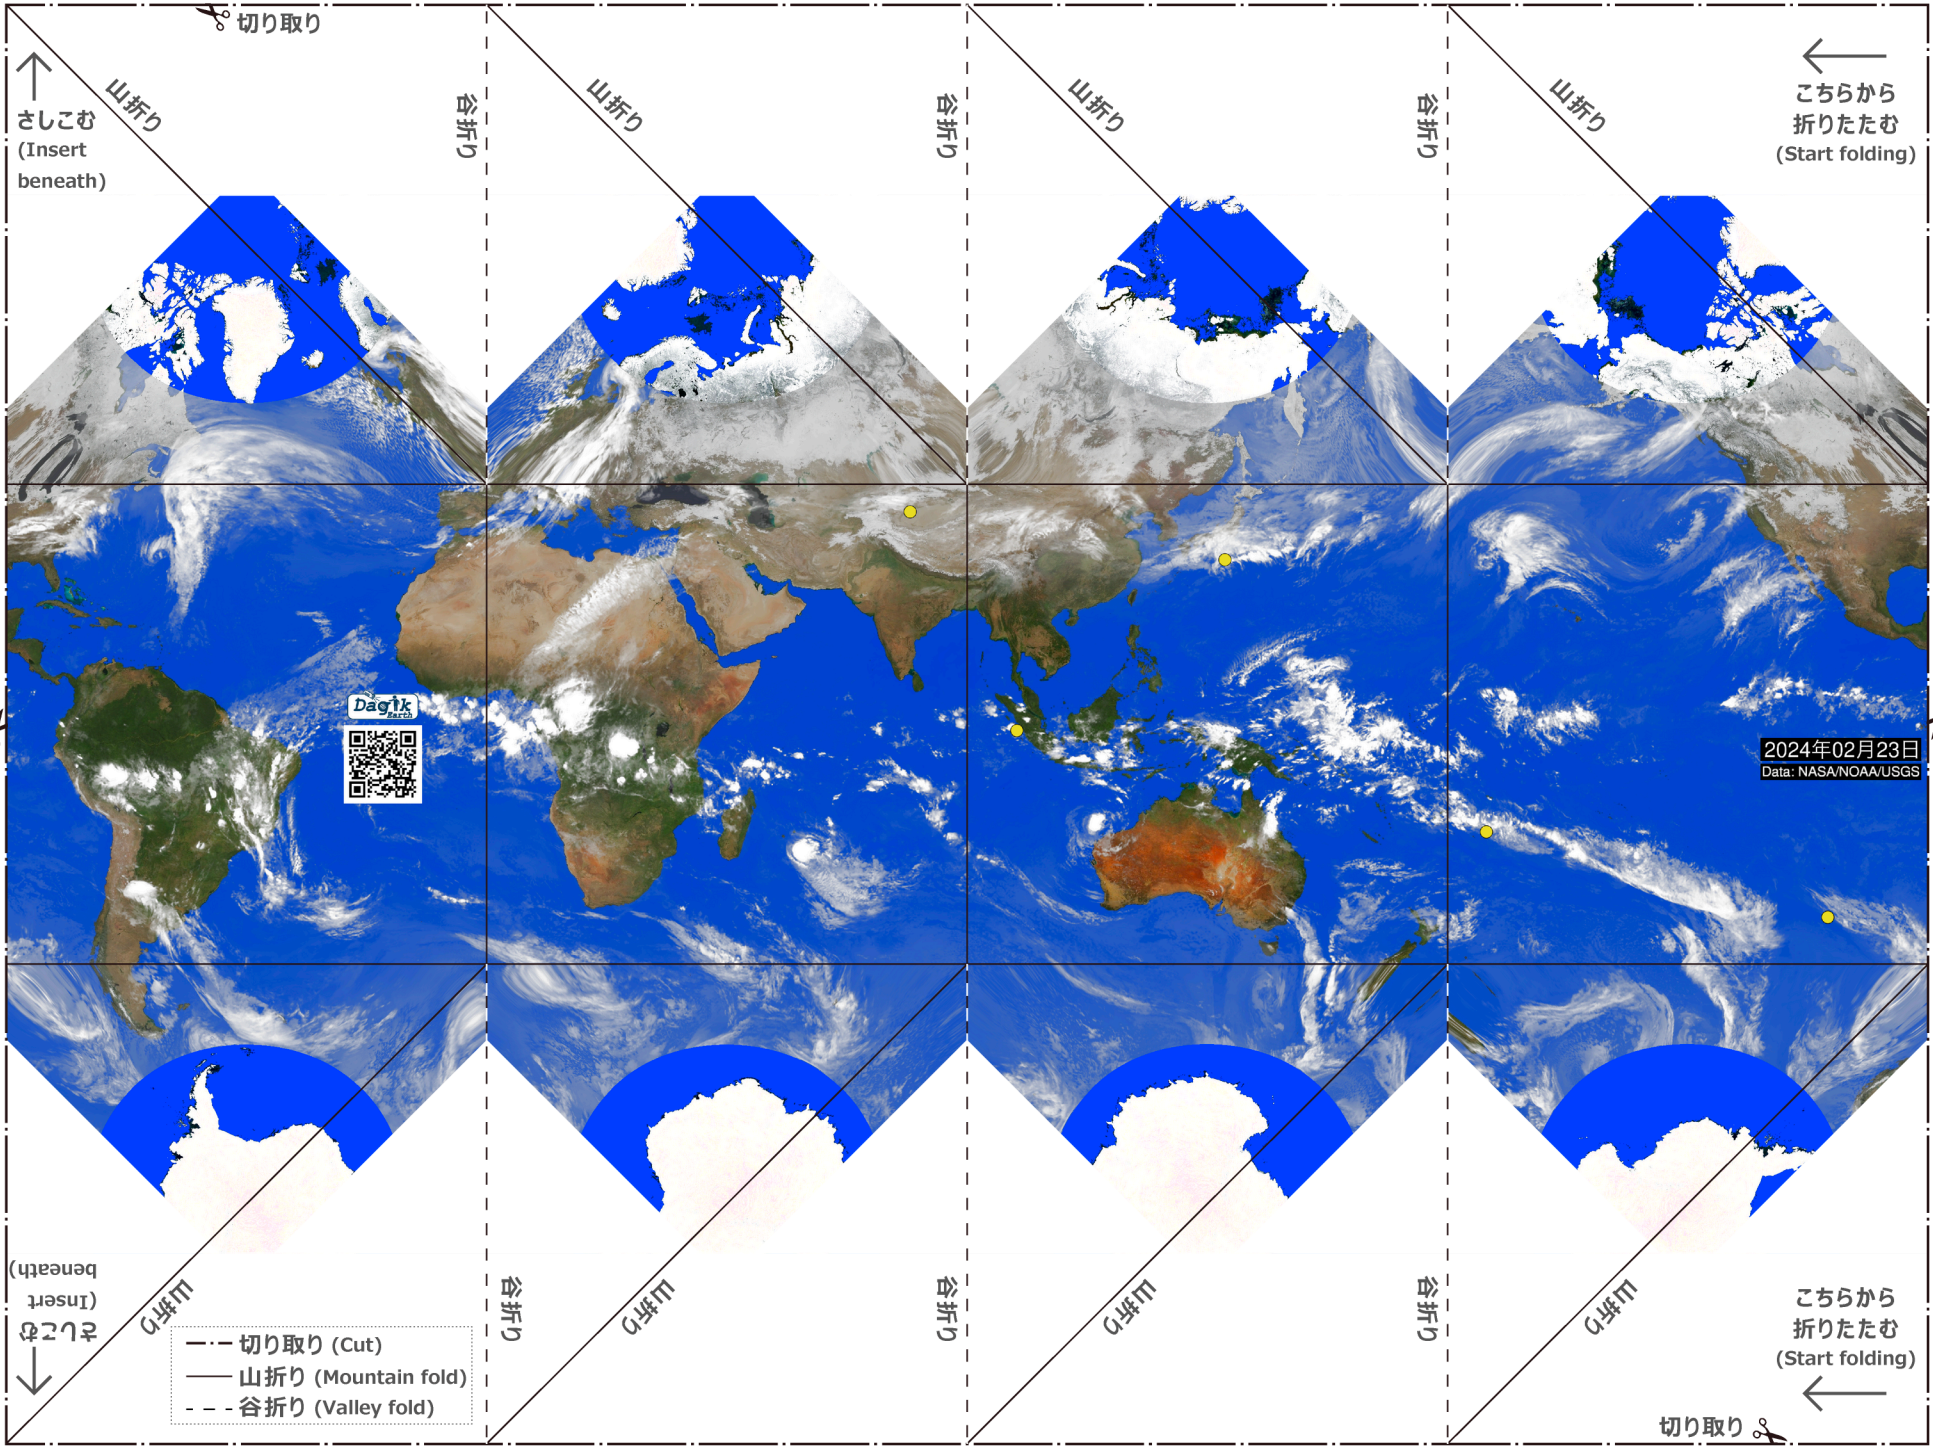 切り取り
さしこむ
(Insert
beneath)
山折り
谷折り
山折り
谷折り
山折り
谷折り
山折り
こちらから
折りたたむ
(Start folding)
Dagik
Earth
2024年02月23日
Data: NASA/NOAA/USGS
さしこむ
(Insert
beneath)
山折り
谷折り
山折り
谷折り
山折り
谷折り
山折り
こちらから
折りたたむ
(Start folding)
切り取り (Cut)
山折り (Mountain fold)
谷折り (Valley fold)
切り取り